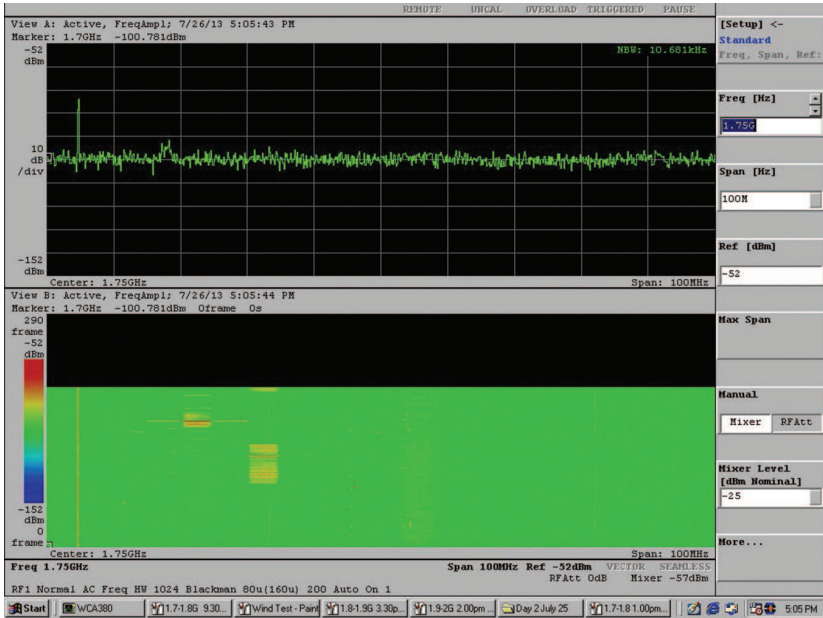 REMOTE UNCAL OVERLOAD TRIGGERED PAUSE
View A: Active, FreqAmpl; 7/26/13 5:05:43 PM
Marker: 1.7GHz -100.781dBm
-52
dBm
NBW: 10.681kHz
10
dB
/div
-152
dBm
Center: 1.75GHz Span: 100MHz
View B: Active, FreqAmpl; 7/26/13 5:05:44 PM
Marker: 1.7GHz -100.781dBm 0frame 0s
290
frame
-52
dBm
-152
dBm
0
frame
Center: 1.75GHz Span: 100MHz
Freq 1.75GHz Span 100MHz Ref -52dBm VECTOR SEAMLESS
RFAtt 0dB Mixer -57dBm
RF1 Normal AC Freq HW 1024 Blackman 80u(160u) 200 Auto On 1
[Setup] <-
Standard
Freq, Span, Ref:
Freq [Hz]
1.75G
Span [Hz]
100M
Ref [dBm]
-52
Max Span
Manual
Mixer RFAtt
Mixer Level
[dBm Nominal]
-25
More...
Start WCA380 1.7-1.8G 9.30... Wind Test - Paint 1.8-1.9G 3.30p... 1.9-2G 2.00pm ... Day 2 July 25 1.7-1.8 1.00pm... 5:05 PM